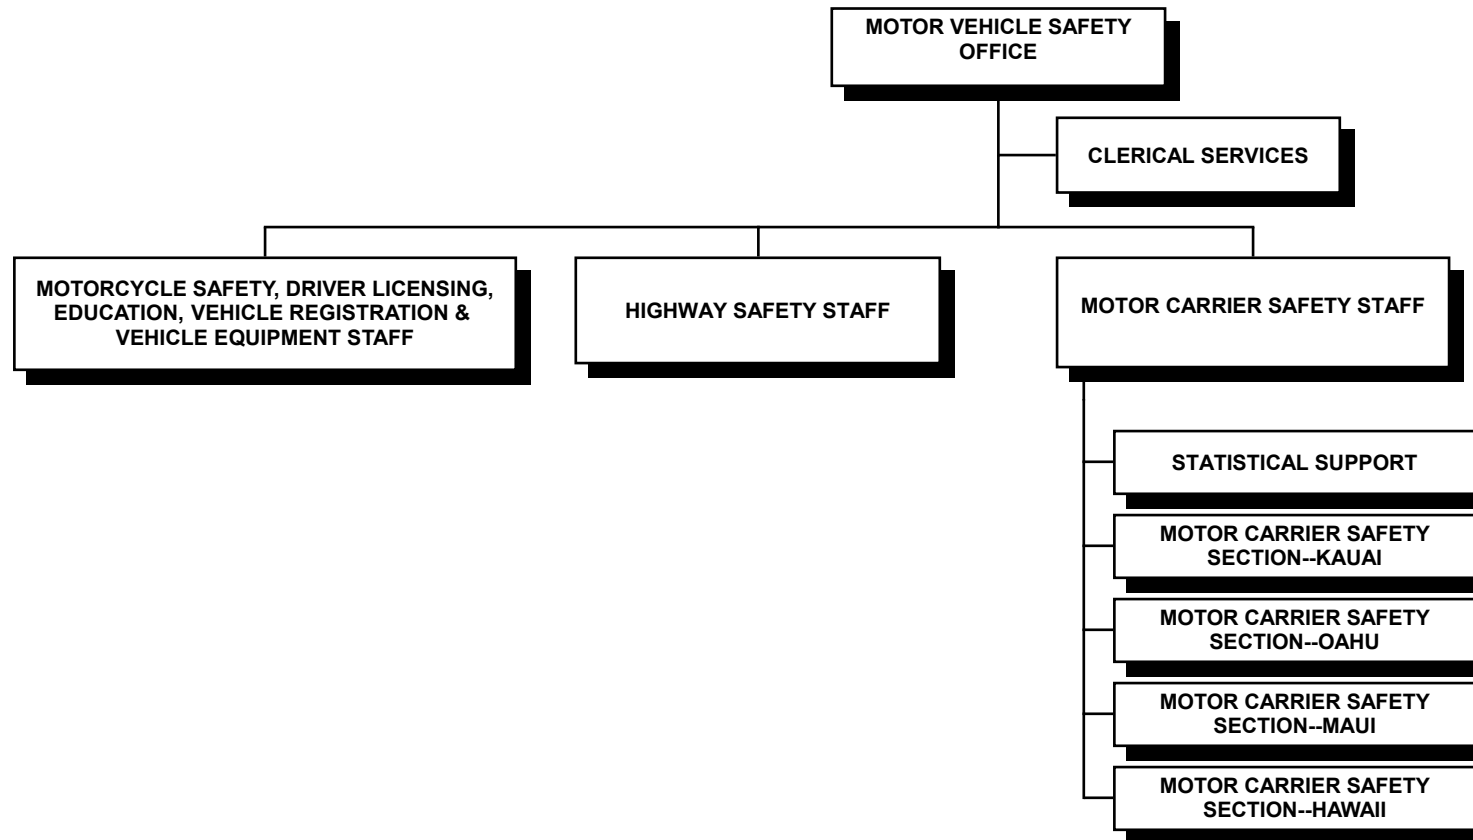 MOTOR VEHICLE SAFETY
OFFICE
CLERICAL SERVICES
MOTORCYCLE SAFETY, DRIVER LICENSING,
EDUCATION, VEHICLE REGISTRATION &
VEHICLE EQUIPMENT STAFF
HIGHWAY SAFETY STAFF
MOTOR CARRIER SAFETY STAFF
STATISTICAL SUPPORT
MOTOR CARRIER SAFETY
SECTION--KAUAI
MOTOR CARRIER SAFETY
SECTION--OAHU
MOTOR CARRIER SAFETY
SECTION--MAUI
MOTOR CARRIER SAFETY
SECTION--HAWAII